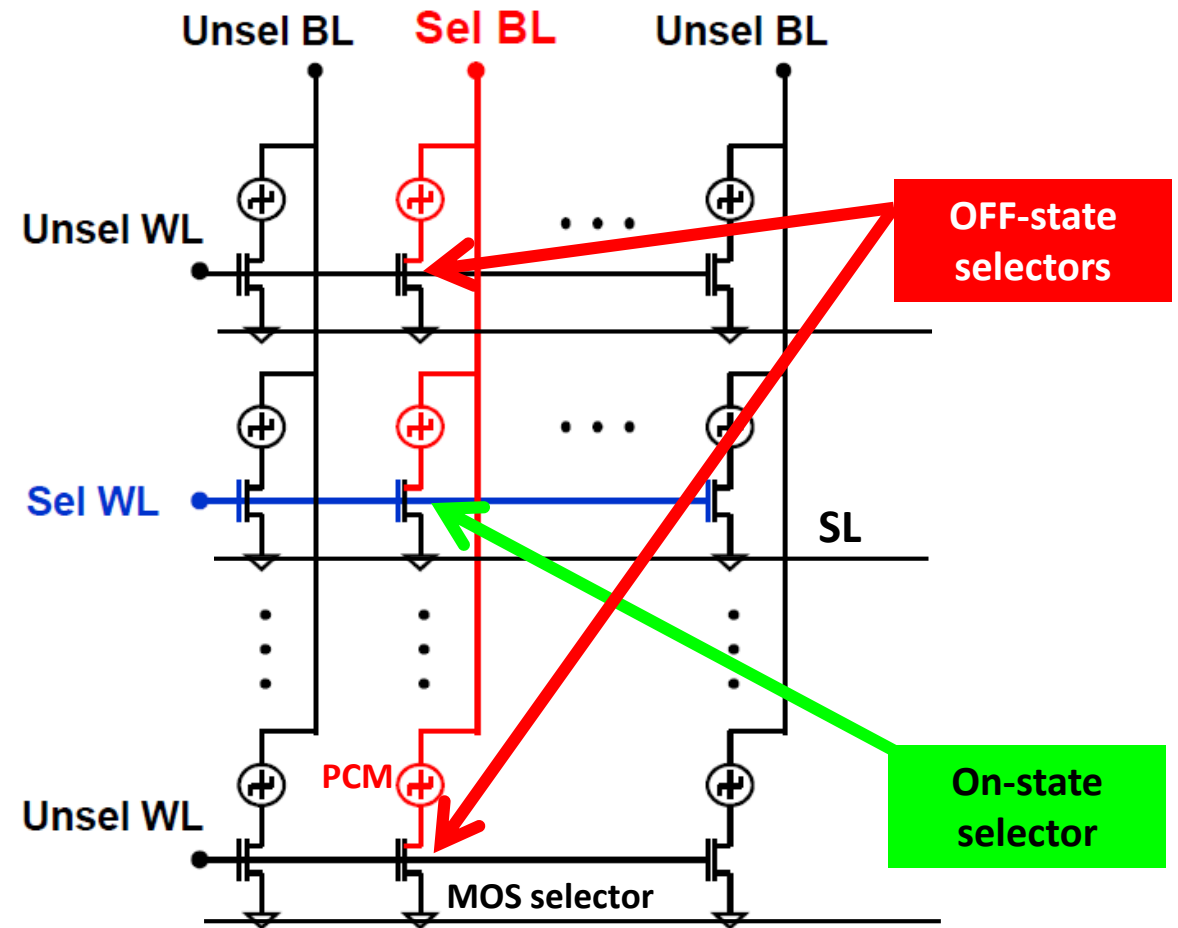 Unsel BL
Sel BL
Unsel BL
Unsel WL
OFF-state
selectors
Sel WL
SL
PCM
On-state
selector
Unsel WL
MOS selector